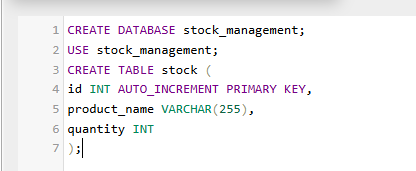 1 CREATE DATABASE stock_management;
2 USE stock_management;
3 CREATE TABLE stock (
4 id INT AUTO_INCREMENT PRIMARY KEY,
5 product_name VARCHAR(255),
6 quantity INT
7 );